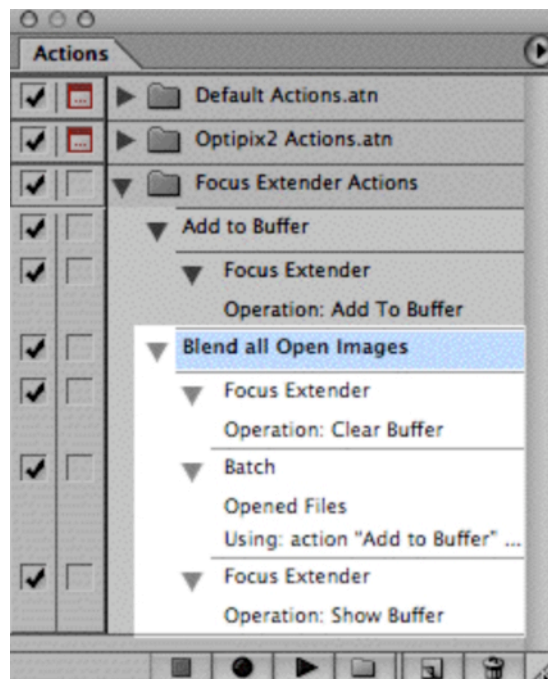 Actions
Default Actions.atn
Optipix2 Actions.atn
Focus Extender Actions
Add to Buffer
Focus Extender
Operation: Add To Buffer
Blend all Open Images
Focus Extender
Operation: Clear Buffer
Batch
Opened Files
Using: action "Add to Buffer" ...
Focus Extender
Operation: Show Buffer